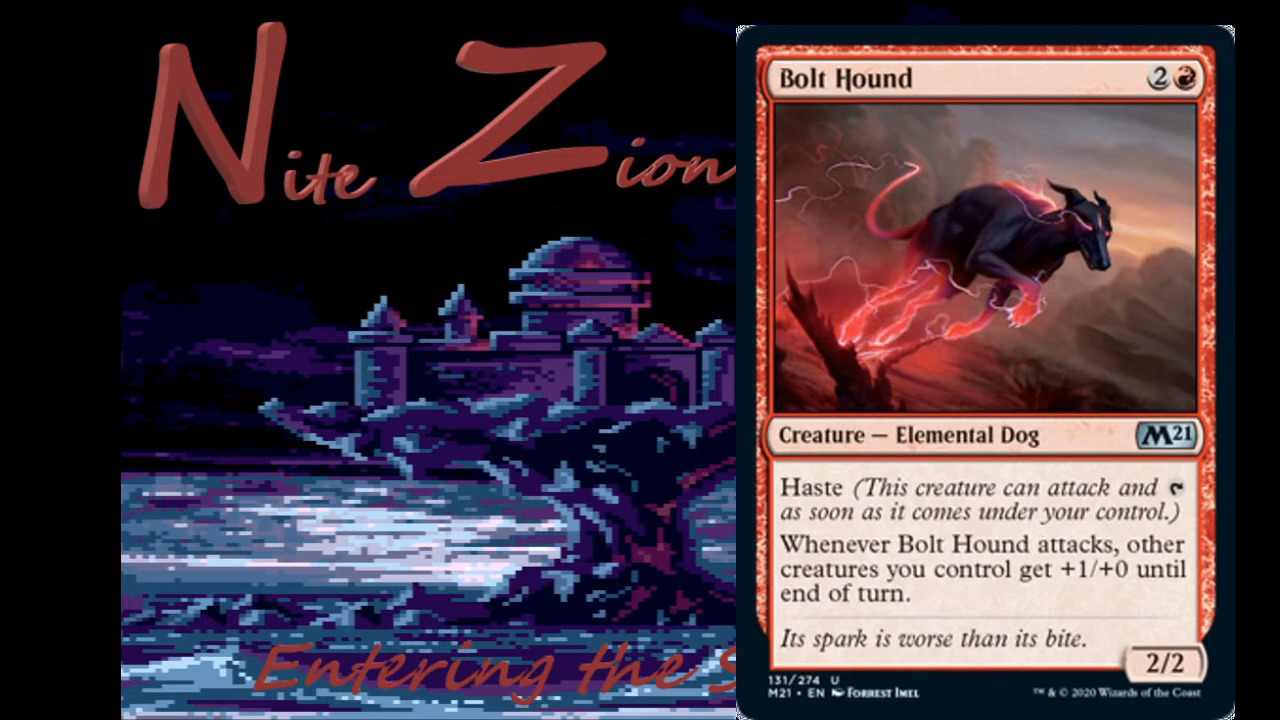 Nite Zion
Entering the S
Bolt Hound 2
Creature — Elemental Dog M21
Haste (This creature can attack and
as soon as it comes under your control.)
Whenever Bolt Hound attacks, other
creatures you control get +1/+0 until
end of turn.
Its spark is worse than its bite.
2/2
131/274 U
M21 • EN Forrest Imel ™ & © 2020 Wizards of the Coast